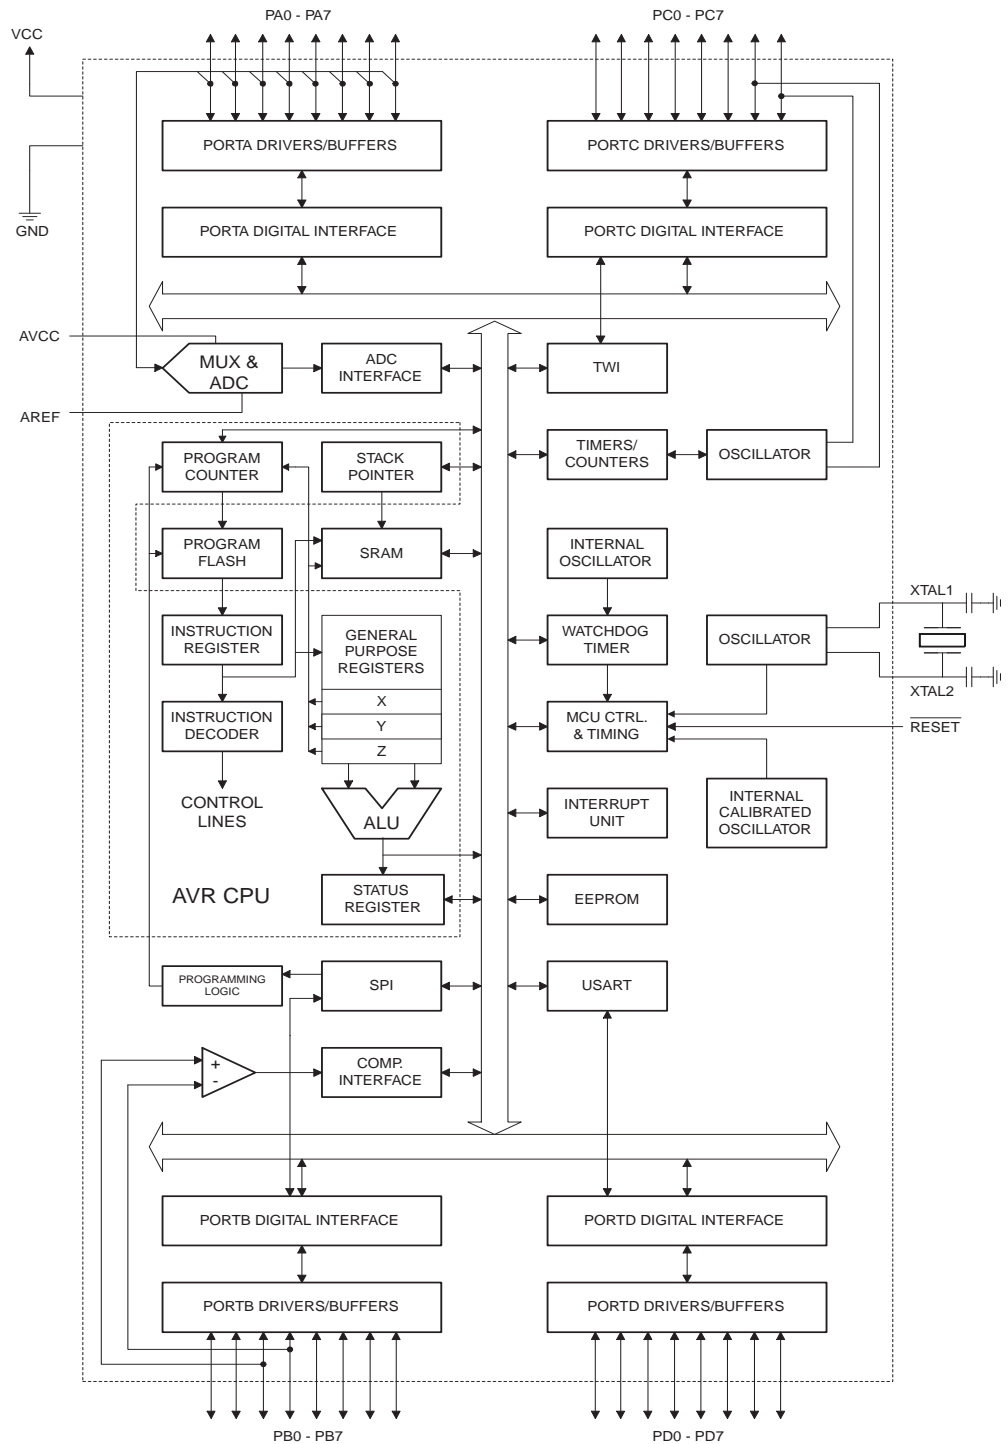 PA0 - PA7
PC0 - PC7
VCC
PORTA DRIVERS/BUFFERS
PORTC DRIVERS/BUFFERS
GND
PORTA DIGITAL INTERFACE
PORTC DIGITAL INTERFACE
AVCC
MUX &
ADC
ADC
INTERFACE
TWI
AREF
PROGRAM
COUNTER
STACK
POINTER
TIMERS/
COUNTERS
OSCILLATOR
PROGRAM
FLASH
SRAM
INTERNAL
OSCILLATOR
XTAL1
INSTRUCTION
REGISTER
GENERAL
PURPOSE
REGISTERS
WATCHDOG
TIMER
OSCILLATOR
XTAL2
X
INSTRUCTION
DECODER
Y
MCU CTRL.
& TIMING
RESET
Z
CONTROL
LINES
ALU
INTERRUPT
UNIT
INTERNAL
CALIBRATED
OSCILLATOR
AVR CPU
STATUS
REGISTER
EEPROM
PROGRAMMING
LOGIC
SPI
USART
+
-
COMP.
INTERFACE
PORTB DIGITAL INTERFACE
PORTD DIGITAL INTERFACE
PORTB DRIVERS/BUFFERS
PORTD DRIVERS/BUFFERS
PB0 - PB7
PD0 - PD7